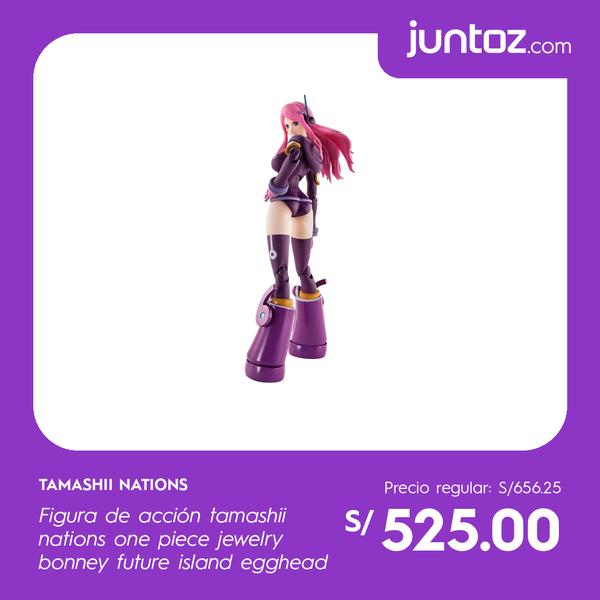 juntoz.com
TAMASHII NATIONS
Figura de acción tamashii
nations one piece jewelry
bonney future island egghead
Precio regular: S/656.25
S/ 525.00